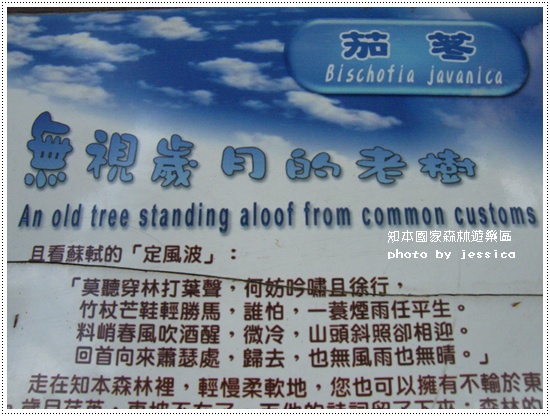 茄苳
Bischofia javanica
無視歲月的老樹
An old tree standing aloof from common customs
知本國家森林遊樂區
photo by jessica
且看蘇軾的「定風波」：
「莫聽穿林打葉聲，何妨吟嘯且徐行，
竹杖芒鞋輕勝馬，誰怕，一蓑煙雨任平生。
料峭春風吹酒醒，微冷，山頭斜照卻相迎。
回首向來蕭瑟處，歸去，也無風雨也無晴。」
走在知本森林裡，輕慢柔軟地，您也可以擁有不輸於東